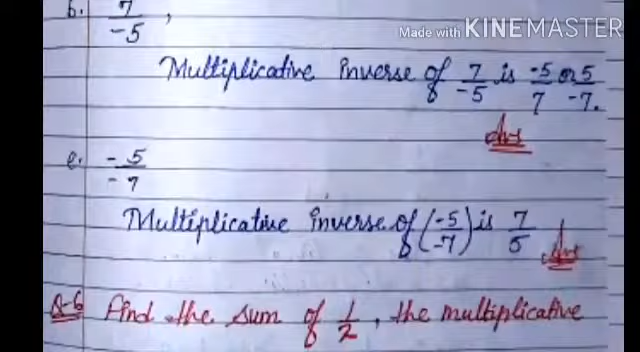 Made with KINEMASTER
b. 7/-5,
Multiplicative inverse of 7/-5 is -5/7 or 5/-7.
Ans
e. -5/-7
Multiplicative inverse of (-5/-7) is 7/5 Ans
Q-6 Find the sum of 1/2, the multiplicative